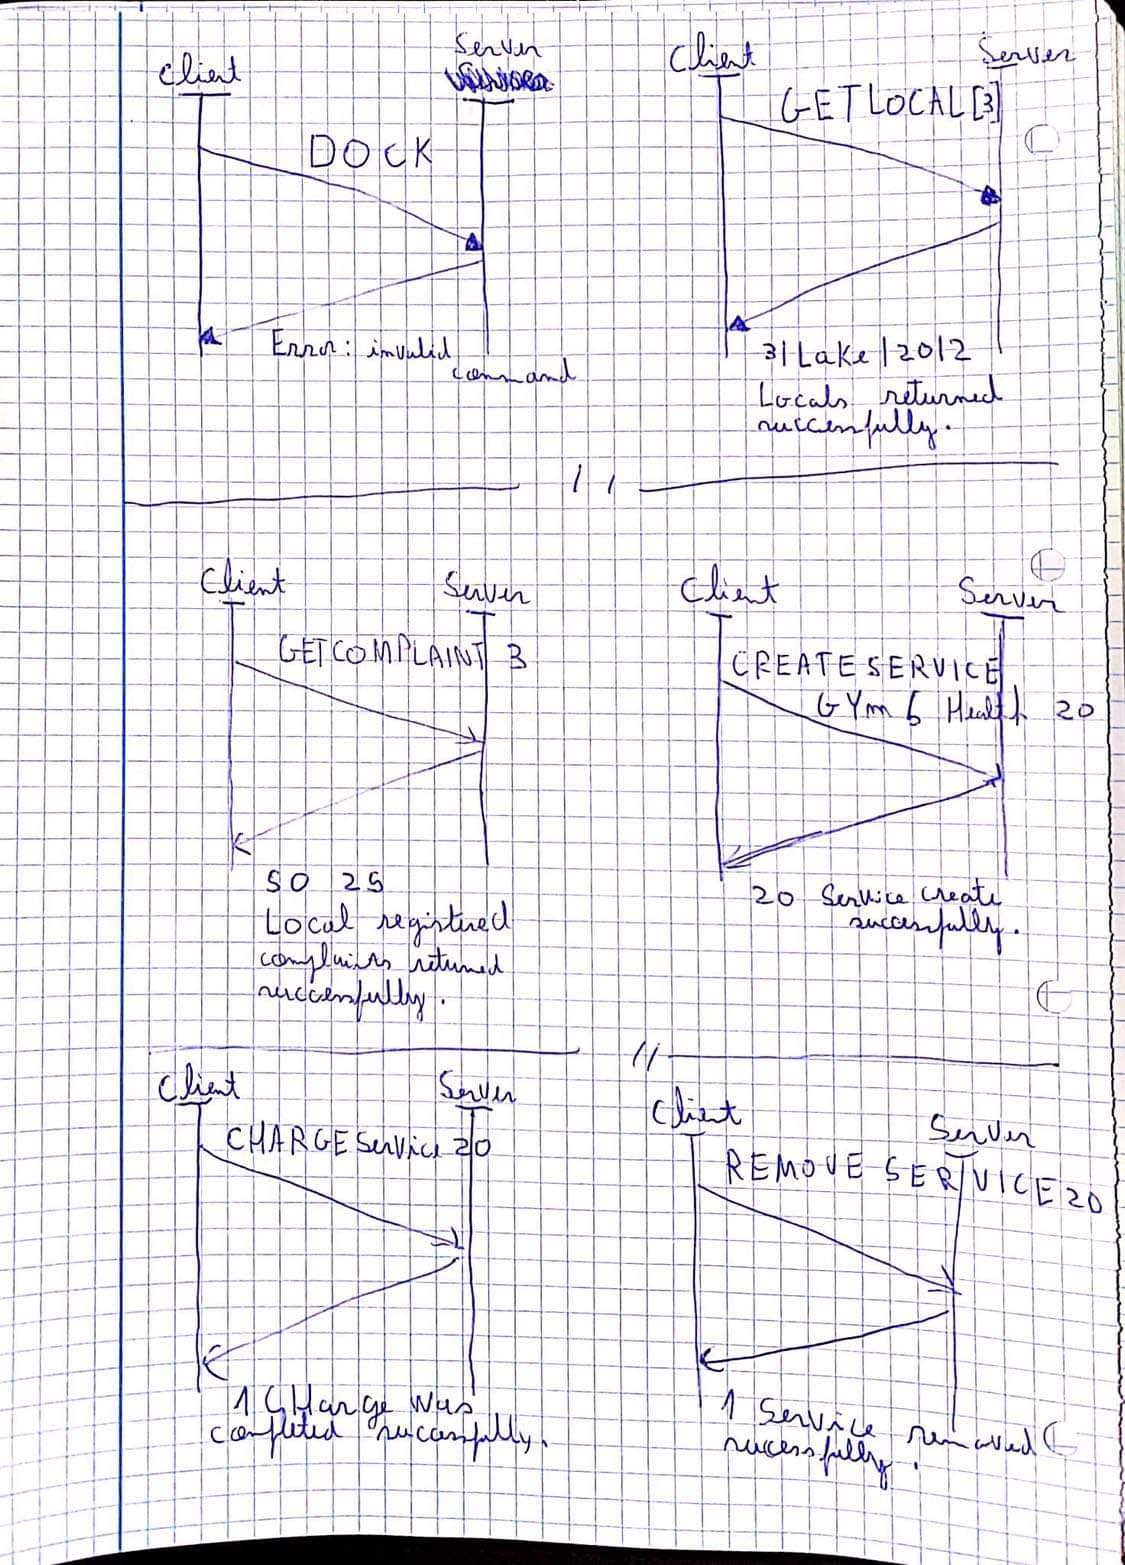 Client
Server
DOCK
Error: invalid
command
Client
Server
GETLOCAL[3]
3|Lake|2012
Locals returned
successfully.
//
Client
Server
GETCOMPLAINT 3
50 25
Local registered
complains returned
successfully.
Client
Server
CREATESERVICE
GYm 6 Health 20
20 Service create
successfully.
//
Client
Server
CHARGEService 20
1 CHarge was
completed successfully.
Client
Server
REMOVE SERVICE 20
1 Service removed
sucessfully.